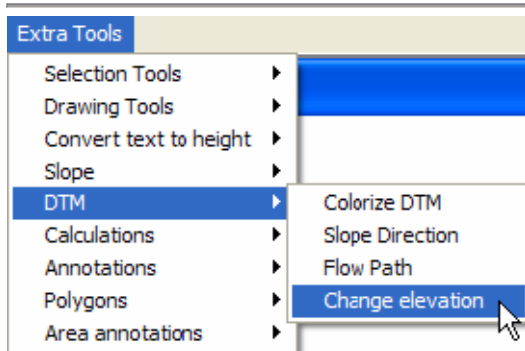 Extra Tools
Selection Tools
Drawing Tools
Convert text to height
Slope
DTM
Calculations
Annotations
Polygons
Area annotations
Colorize DTM
Slope Direction
Flow Path
Change elevation